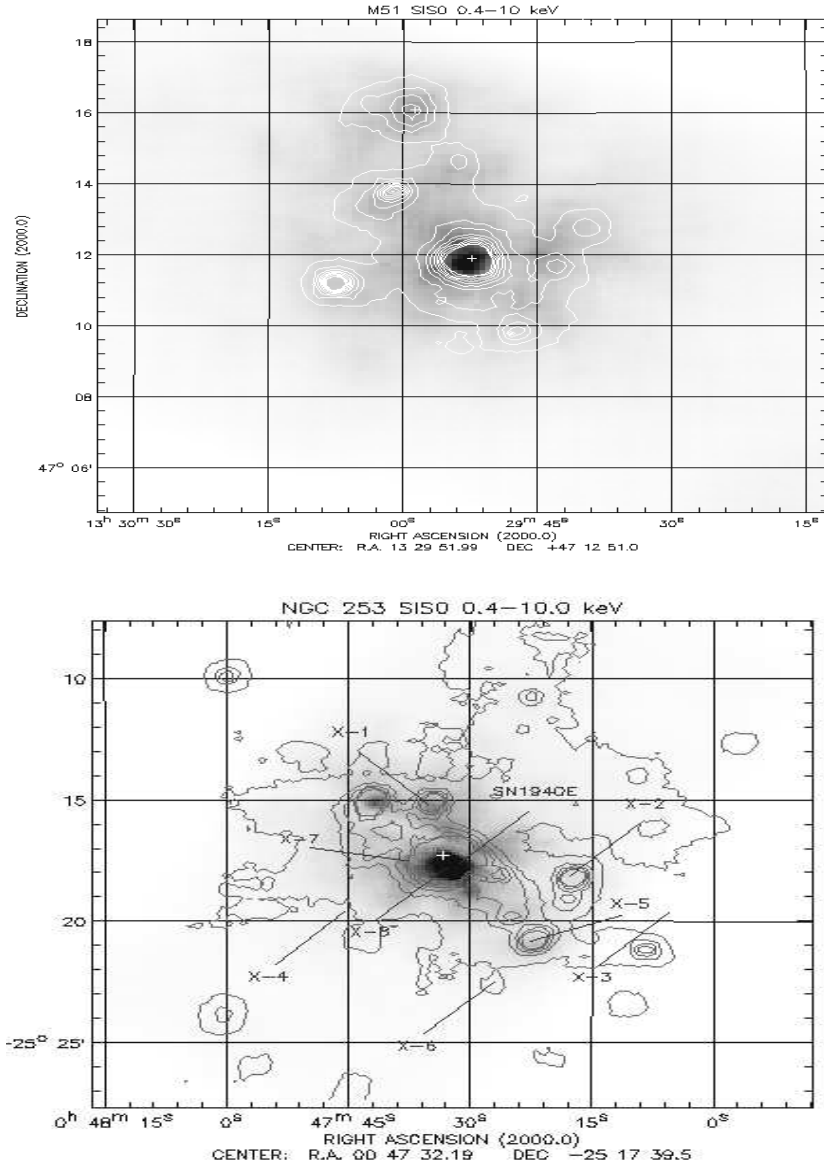 M51 SIS0 0.4-10 keV
18
16
14
12
10
08
47° 06'
DECLINATION (2000.0)
13ʰ 30ᵐ 30ˢ 15ˢ 00ˢ 29ᵐ 45ˢ 30ˢ 15ˢ
RIGHT ASCENSION (2000.0)
CENTER: R.A. 13 29 51.99 DEC +47 12 51.0
NGC 253 SIS0 0.4-10.0 keV
10
X-1
15
SN1940E
X-2
X-7
X-5
20
X-8
X-4
X-3
X-6
-25° 25'
0ʰ 48ᵐ 15ˢ 0ˢ 47ᵐ 45ˢ 30ˢ 15ˢ 0ˢ
RIGHT ASCENSION (2000.0)
CENTER: R.A. 00 47 32.19 DEC -25 17 39.5